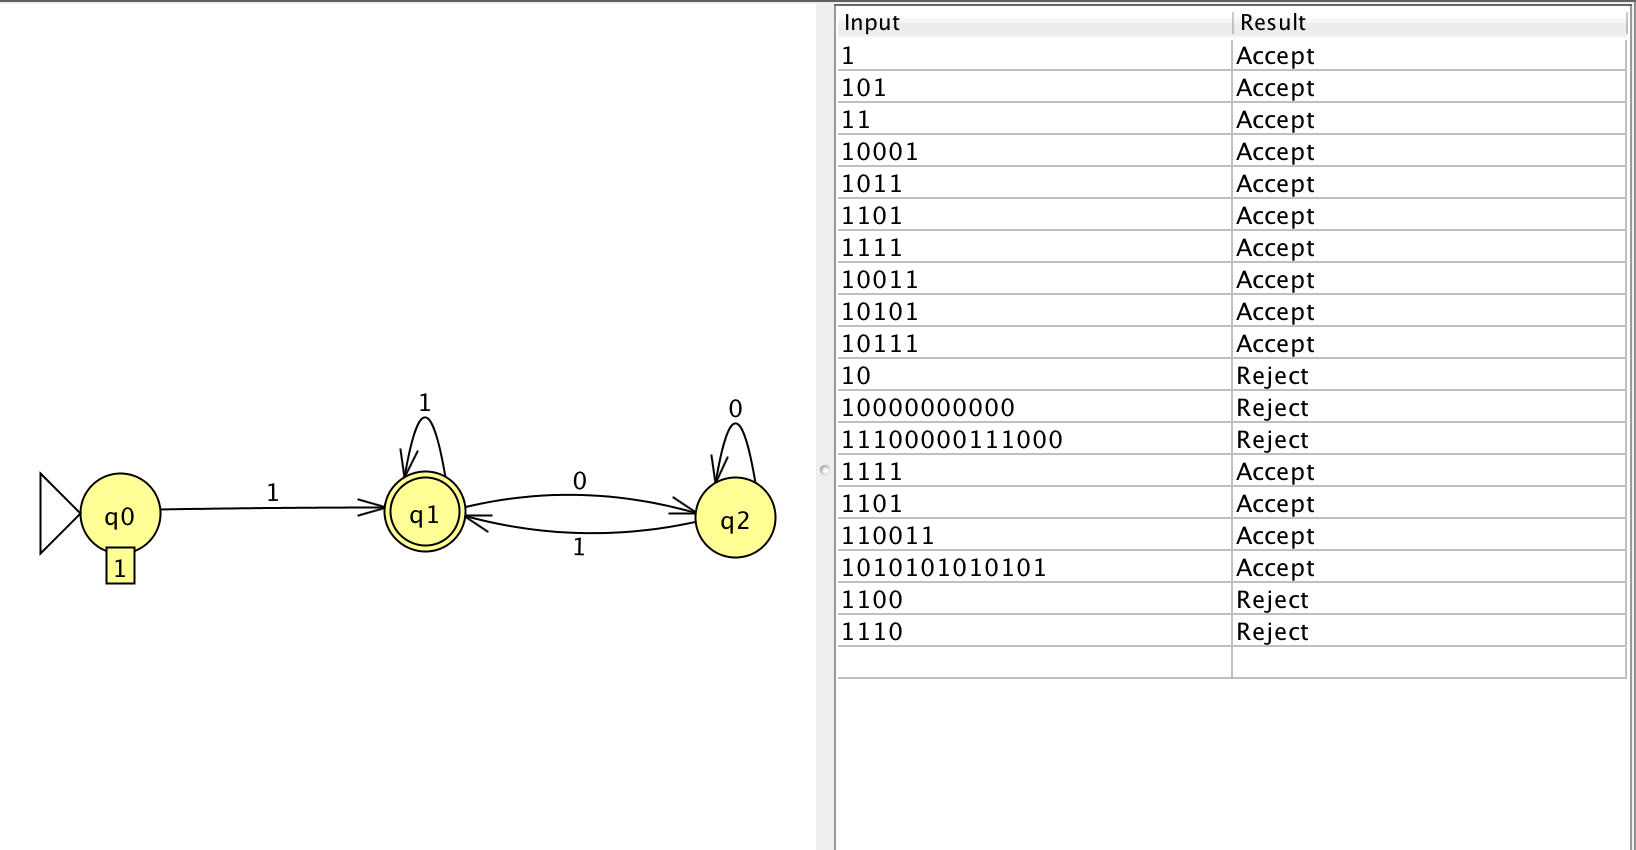 1
0
1
0
1
q0
q1
q2
1
Input Result
1 Accept
101 Accept
11 Accept
10001 Accept
1011 Accept
1101 Accept
1111 Accept
10011 Accept
10101 Accept
10111 Accept
10 Reject
10000000000 Reject
11100000111000 Reject
1111 Accept
1101 Accept
110011 Accept
1010101010101 Accept
1100 Reject
1110 Reject